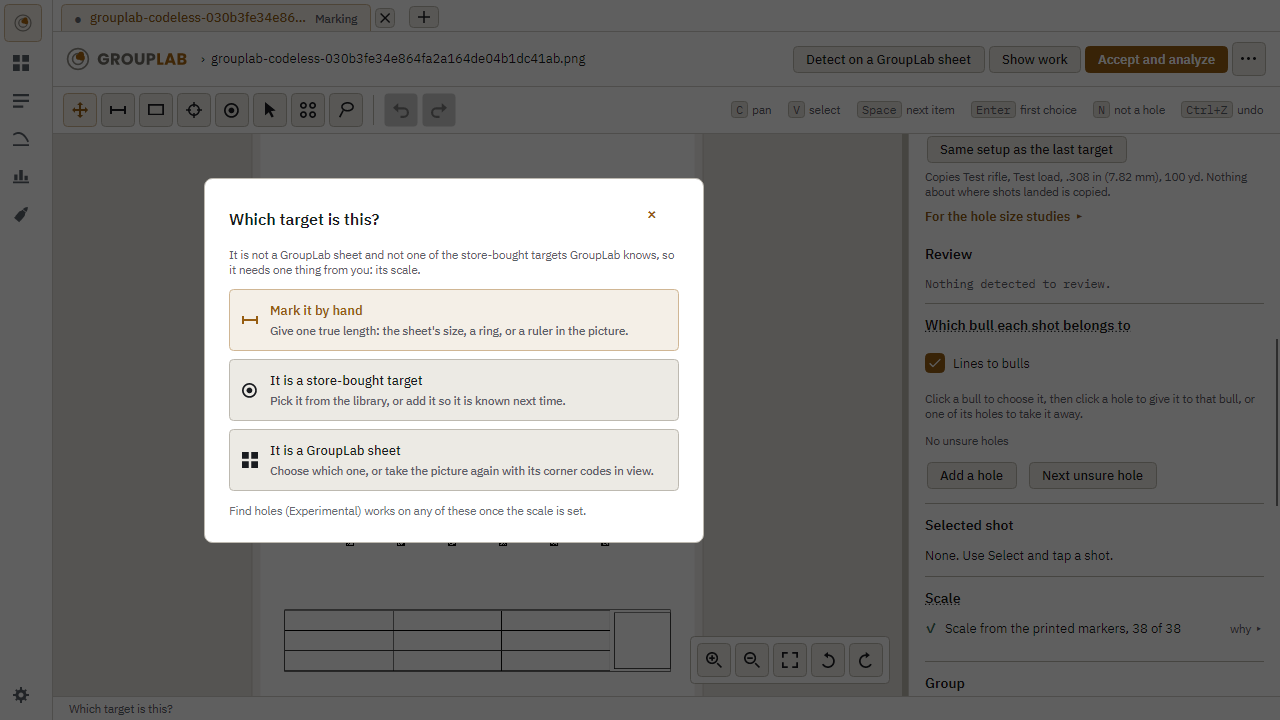 grouplab-codeless-030b3fe34e86... Marking
GROUPLAB › grouplab-codeless-030b3fe34e864fa2a164de04b1dc41ab.png
Detect on a GroupLab sheet
Show work
Accept and analyze
C pan
V select
Space next item
Enter first choice
N not a hole
Ctrl+Z undo
Which target is this?
It is not a GroupLab sheet and not one of the store-bought targets GroupLab knows, so
it needs one thing from you: its scale.
Mark it by hand
Give one true length: the sheet's size, a ring, or a ruler in the picture.
It is a store-bought target
Pick it from the library, or add it so it is known next time.
It is a GroupLab sheet
Choose which one, or take the picture again with its corner codes in view.
Find holes (Experimental) works on any of these once the scale is set.
Same setup as the last target
Copies Test rifle, Test load, .308 in (7.82 mm), 100 yd. Nothing
about where shots landed is copied.
For the hole size studies ▸
Review
Nothing detected to review.
Which bull each shot belongs to
Lines to bulls
Click a bull to choose it, then click a hole to give it to that bull, or
one of its holes to take it away.
No unsure holes
Add a hole
Next unsure hole
Selected shot
None. Use Select and tap a shot.
Scale
Scale from the printed markers, 38 of 38
why ▸
Group
Which target is this?